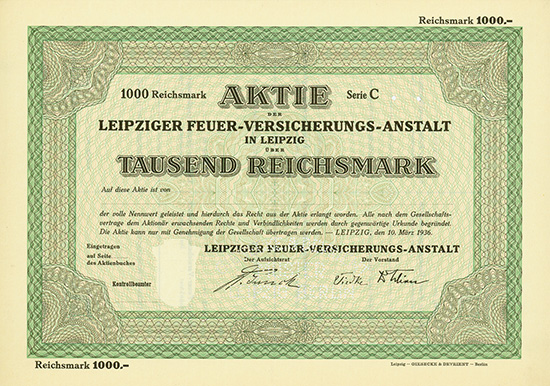 Reichsmark 1000.–
1000 Reichsmark AKTIE Serie C
DER
LEIPZIGER FEUER-VERSICHERUNGS-ANSTALT
IN LEIPZIG
ÜBER
TAUSEND REICHSMARK
Auf diese Aktie ist von
der volle Nennwert geleistet und hierdurch das Recht aus der Aktie erlangt worden. Alle nach dem Gesellschafts-
vertrage dem Aktionär erwachsenden Rechte und Verbindlichkeiten werden durch gegenwärtige Urkunde begründet.
Die Aktie kann nur mit Genehmigung der Gesellschaft übertragen werden. — LEIPZIG, den 10. März 1936.
Eingetragen
auf Seite
des Aktienbuches
Kontrollbeamter
LEIPZIGER FEUER-VERSICHERUNGS-ANSTALT
Der Aufsichtsrat Der Vorstand
Reichsmark 1000.–
Leipzig – GIESECKE & DEVRIENT – Berlin